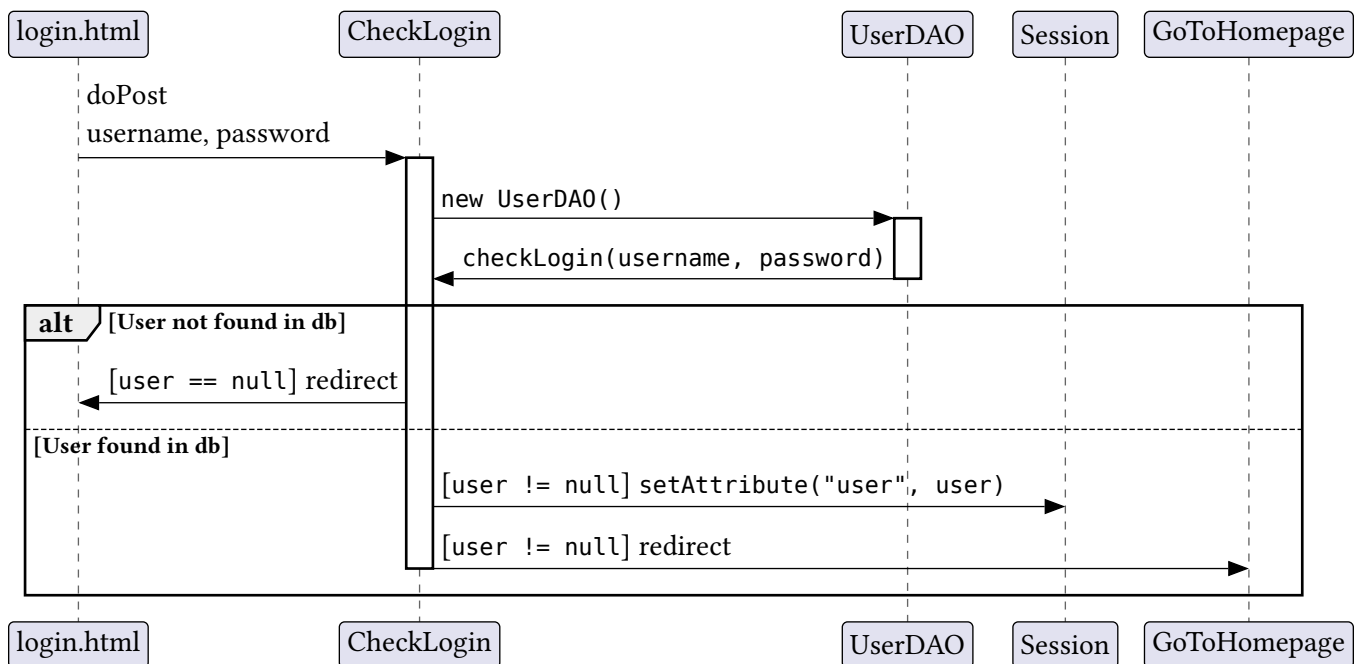 login.html
CheckLogin
UserDAO
Session
GoToHomepage
doPost
username, password
new UserDAO()
checkLogin(username, password)
alt
[User not found in db]
[user == null] redirect
[User found in db]
[user != null] setAttribute("user", user)
[user != null] redirect
login.html
CheckLogin
UserDAO
Session
GoToHomepage